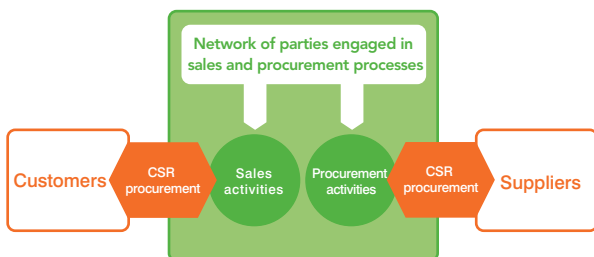 Network of parties engaged in
sales and procurement processes
Customers
CSR
procurement
Sales
activities
Procurement
activities
CSR
procurement
Suppliers